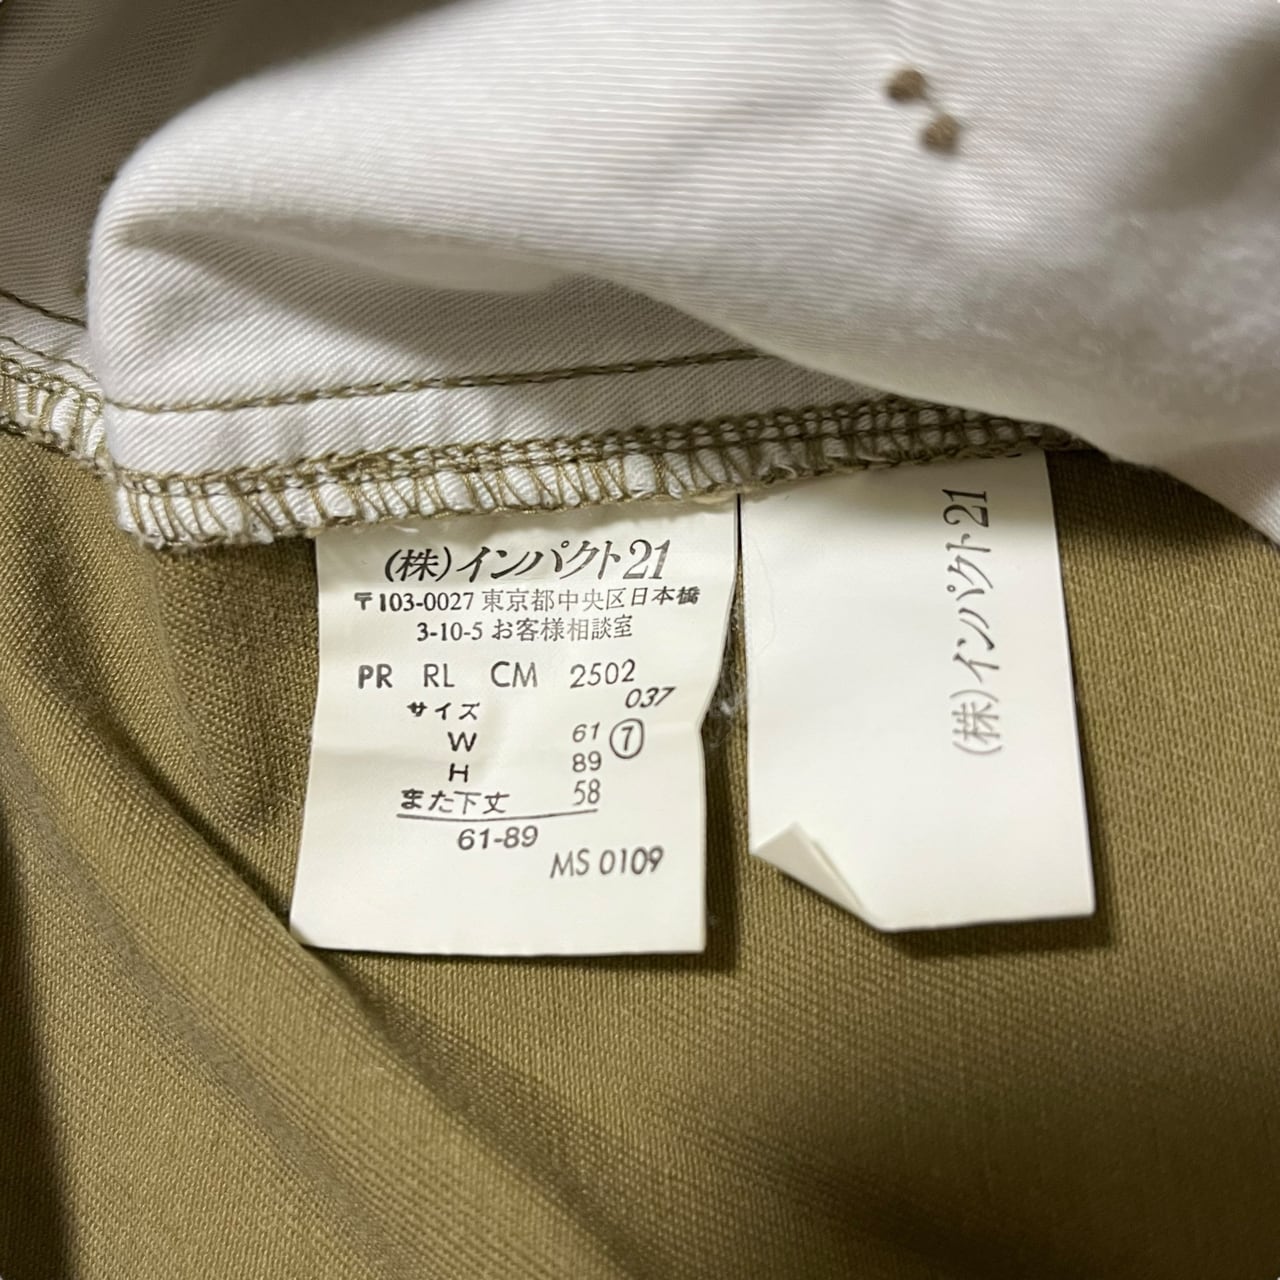 (株)インパクト21
〒103-0027 東京都中央区日本橋
3-10-5 お客様相談室
PR RL CM 2502
037
サイズ
W 61 ⑦
H 89
また下丈 58
61-89
MS 0109
(株)インパクト21